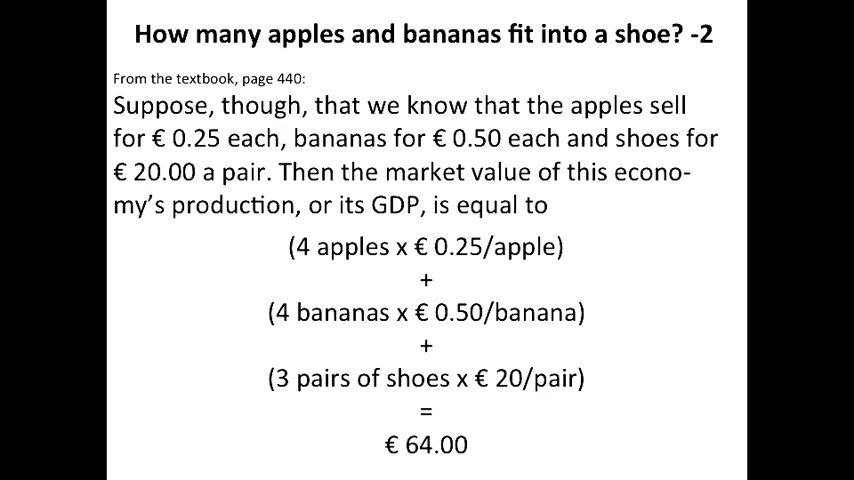 How many apples and bananas fit into a shoe? -2
From the textbook, page 440:
Suppose, though, that we know that the apples sell
for € 0.25 each, bananas for € 0.50 each and shoes for
€ 20.00 a pair. Then the market value of this econo-
my's production, or its GDP, is equal to
(4 apples x € 0.25/apple)
+
(4 bananas x € 0.50/banana)
+
(3 pairs of shoes x € 20/pair)
=
€ 64.00